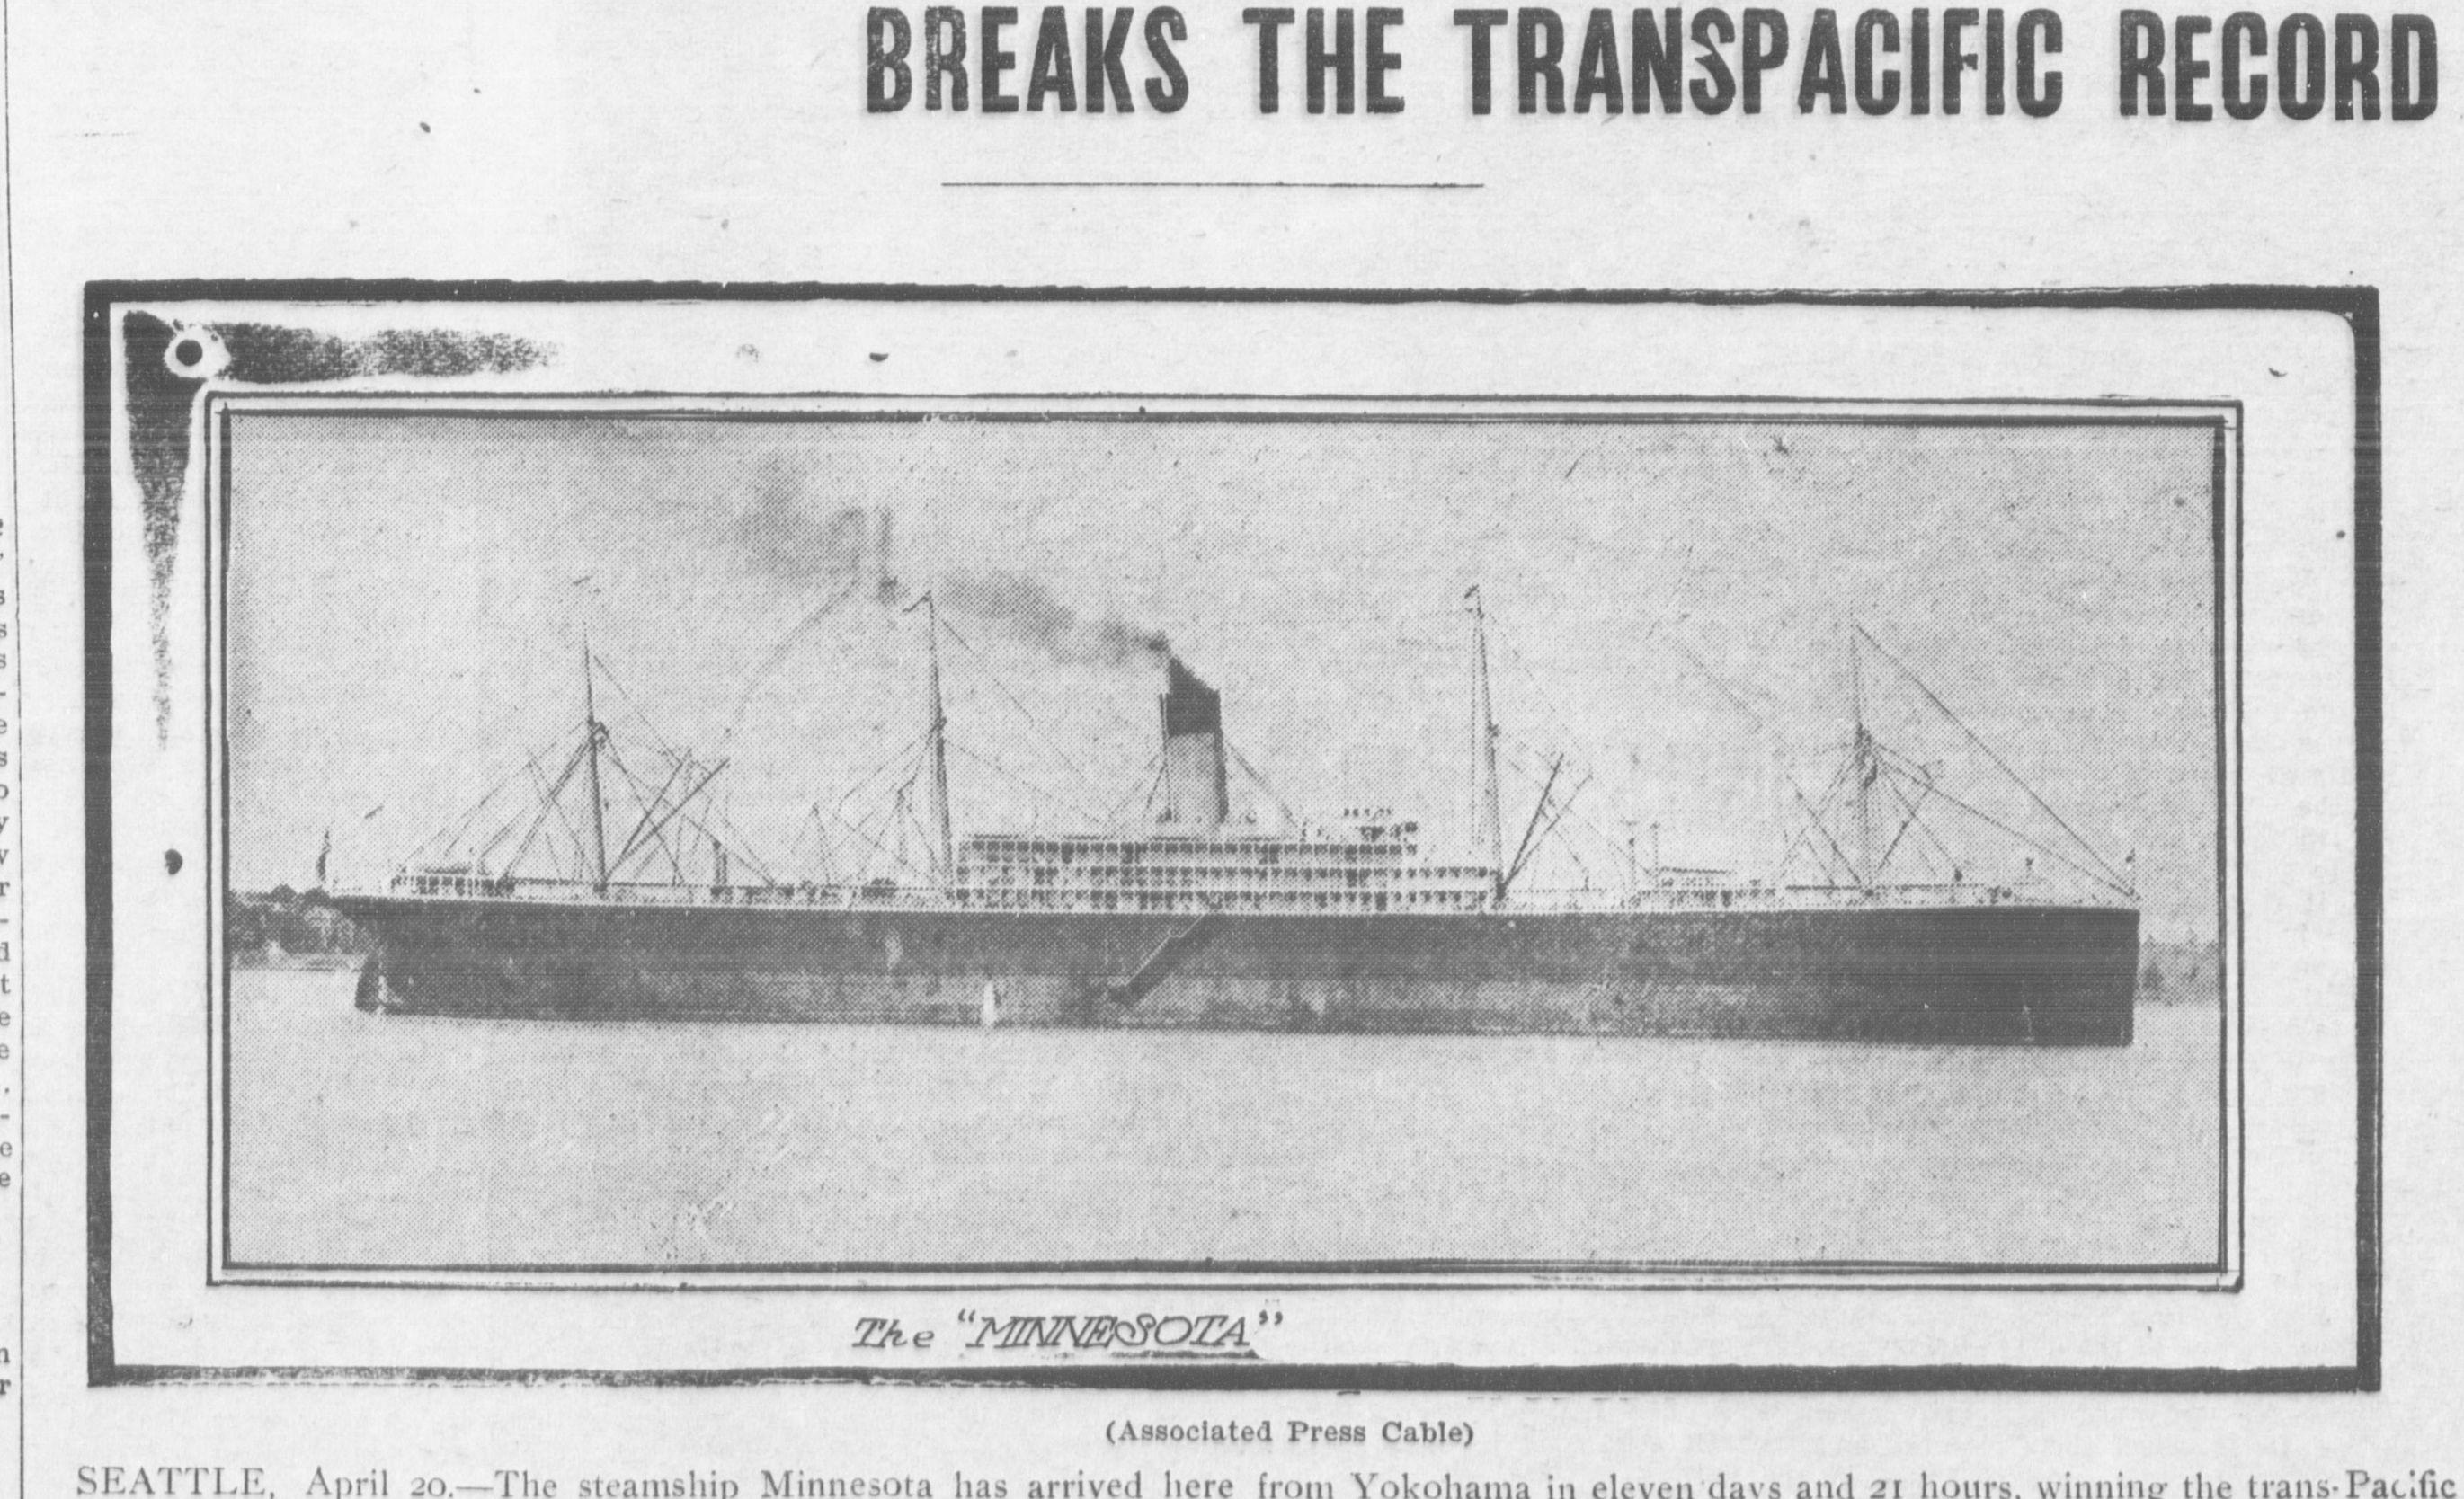 BREAKS THE TRANSPACIFIC RECORD
The "MINNESOTA"
(Associated Press Cable)
SEATTLE, April 20.—The steamship Minnesota has arrived here from Yokohama in eleven days and 21 hours, winning the trans-Pacific